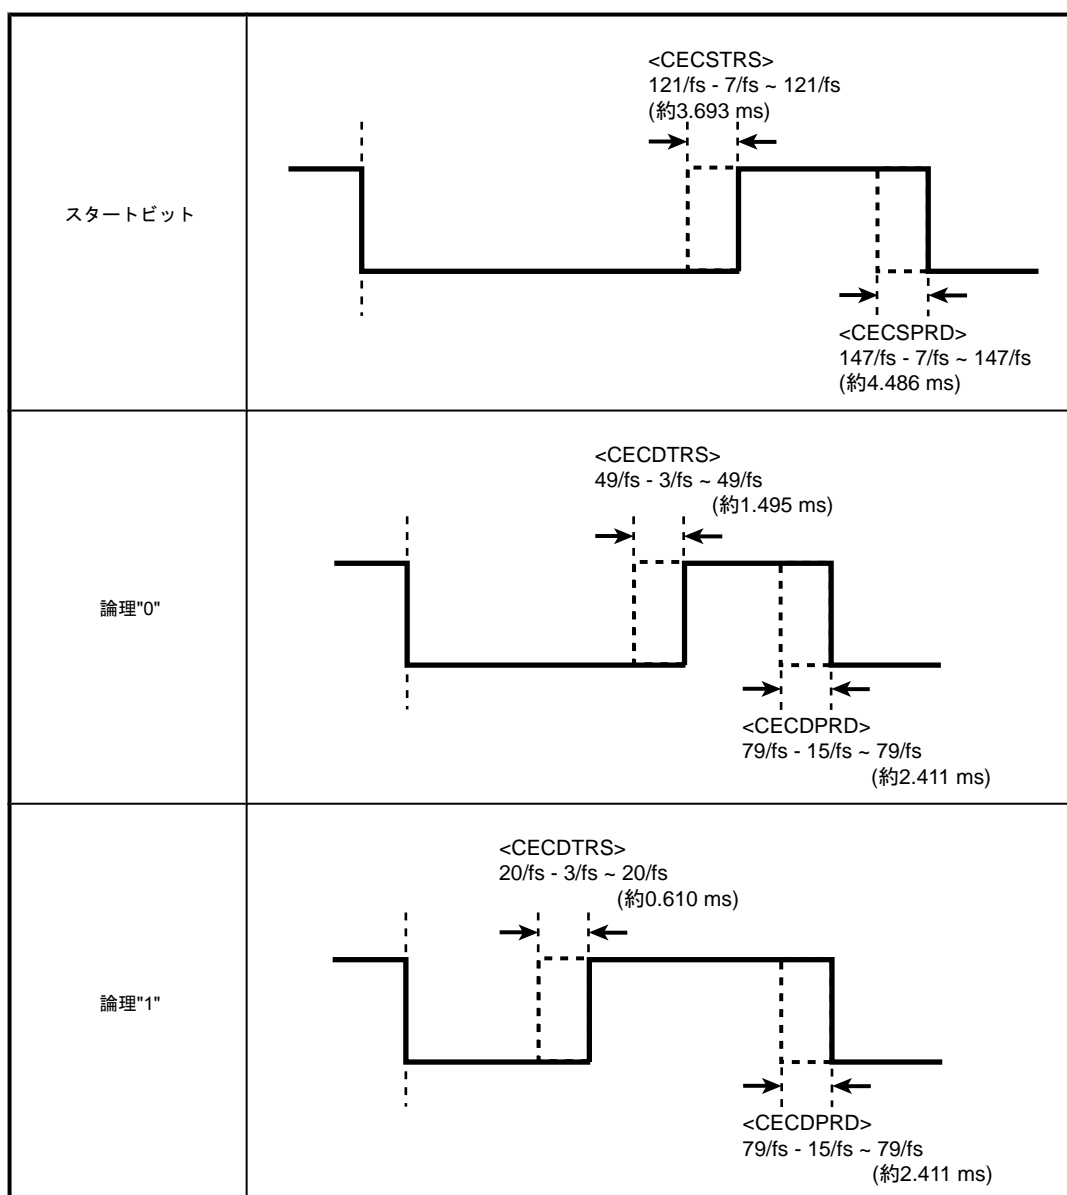 <CECSTRS>
121/fs - 7/fs ~ 121/fs
(約3.693 ms)
スタートビット
<CECSPRD>
147/fs - 7/fs ~ 147/fs
(約4.486 ms)
<CECDTRS>
49/fs - 3/fs ~ 49/fs
(約1.495 ms)
論理"0"
<CECDPRD>
79/fs - 15/fs ~ 79/fs
(約2.411 ms)
<CECDTRS>
20/fs - 3/fs ~ 20/fs
(約0.610 ms)
論理"1"
<CECDPRD>
79/fs - 15/fs ~ 79/fs
(約2.411 ms)